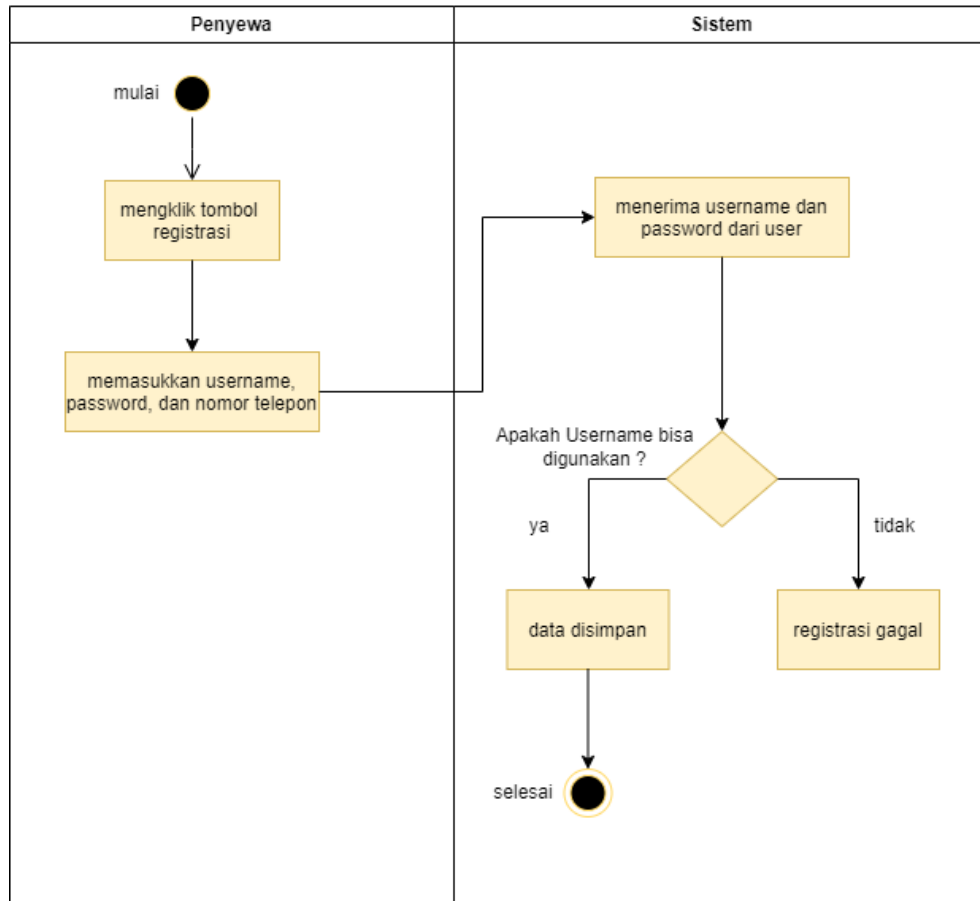 Penyewa
Sistem
mulai
mengklik tombol
registrasi
memasukkan username,
password, dan nomor telepon
menerima username dan
password dari user
Apakah Username bisa
digunakan ?
ya
tidak
data disimpan
registrasi gagal
selesai